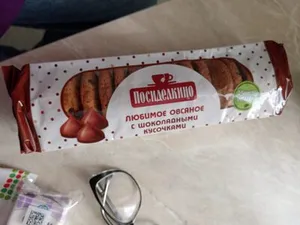 Посиделкино
ЛЮБИМОЕ ОВСЯНОЕ
С ШОКОЛАДНЫМИ
КУСОЧКАМИ